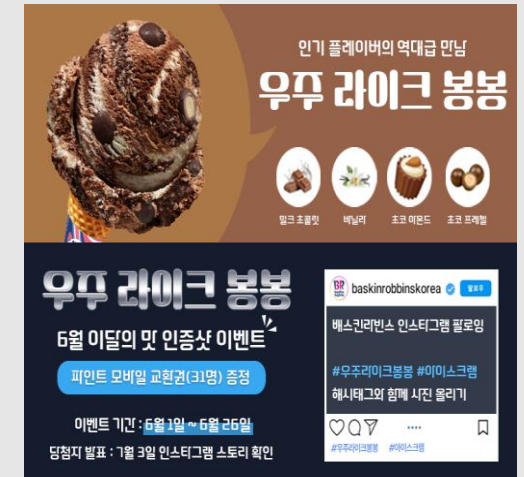 인기 플레이버의 역대급 만남
우주 라이크 봉봉
밀크 초콜릿
바닐라
초코 아몬드
초코 프레첼
우주 라이크 봉봉
6월 이달의 맛 인증샷 이벤트
파인트 모바일 교환권(31명) 증정
이벤트 기간 : 6월 1일 ~ 6월 26일
당첨자 발표 : 7월 3일 인스타그램 스토리 확인
BR
baskinrobbinskorea
팔로우
배스킨라빈스 인스타그램 팔로잉
#우주라이크봉봉 #아이스크램
해시태그와 함께 사진 올리기
#우주라이크봉봉 #아이스크램